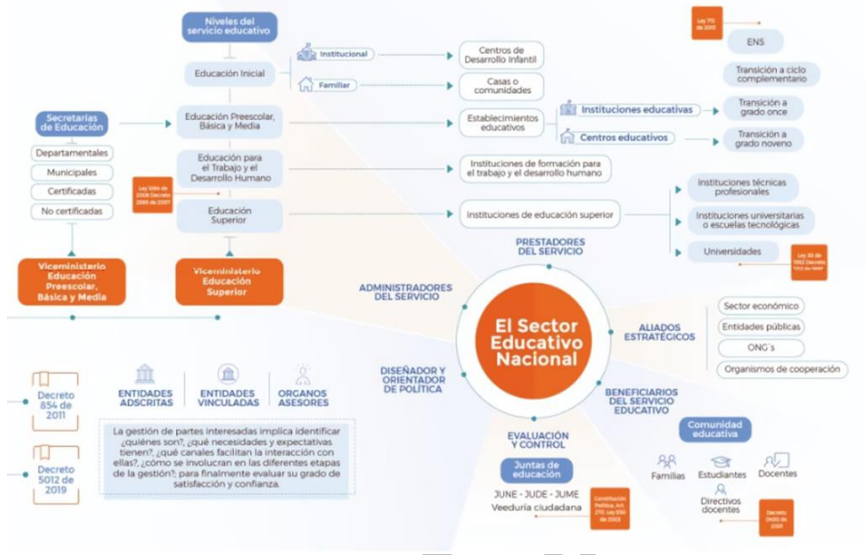 Niveles del
servicio educativo
Educación Inicial
Institucional
Familiar
Centros de
Desarrollo Infantil
Casas o
comunidades
Secretarías
de Educación
Departamentales
Municipales
Certificadas
No certificadas
Educación Preescolar,
Básica y Media
Establecimientos
educativos
Instituciones educativas
Centros educativos
ENS
Transición a ciclo
complementario
Transición a
grado once
Transición a
grado noveno
Educación para
el Trabajo y el
Desarrollo Humano
Instituciones de formación para
el trabajo y el desarrollo humano
Educación
Superior
Instituciones de educación superior
Instituciones técnicas
profesionales
Instituciones universitarias
o escuelas tecnológicas
Universidades
Viceministerio
Educación
Preescolar,
Básica y Media
Viceministerio
Educación
Superior
PRESTADORES
DEL SERVICIO
ADMINISTRADORES
DEL SERVICIO
El Sector
Educativo
Nacional
ALIADOS
ESTRATÉGICOS
Sector económico
Entidades públicas
ONG´s
Organismos de cooperación
DISEÑADOR Y
ORIENTADOR
DE POLÍTICA
BENEFICIARIOS
DEL SERVICIO
EDUCATIVO
Decreto
854 de
2011
Decreto
5012 de
2019
ENTIDADES
ADSCRITAS
ENTIDADES
VINCULADAS
ORGANOS
ASESORES
La gestión de partes interesadas implica identificar
¿quiénes son?, ¿qué necesidades y expectativas
tienen?, ¿qué canales facilitan la interacción con
ellas?, ¿cómo se involucran en las diferentes etapas
de la gestión?; para finalmente evaluar su grado de
satisfacción y confianza.
EVALUACIÓN
Y CONTROL
Juntas de
educación
JUNE - JUDE - JUME
Veeduría ciudadana
Constitución
Política, Art.
Comunidad
educativa
Familias
Estudiantes
Docentes
Directivos
docentes
Decreto